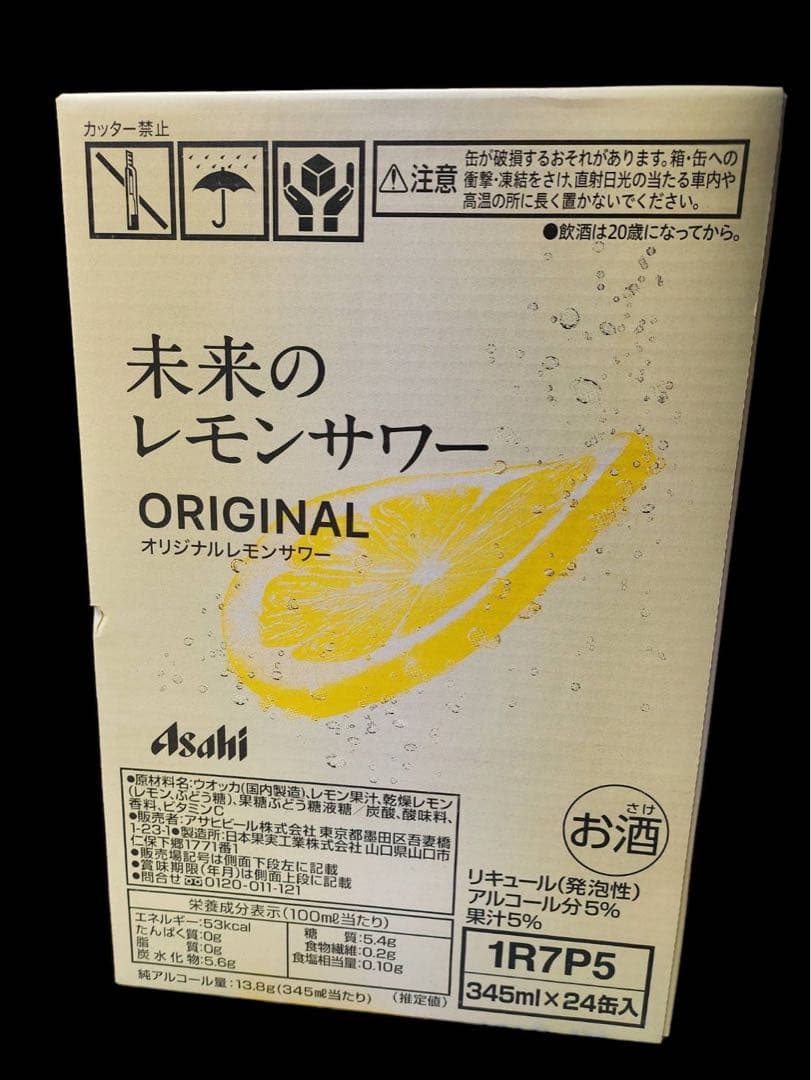 カッター禁止
⚠注意
缶が破損するおそれがあります。箱・缶への
衝撃・凍結をさけ、直射日光の当たる車内や
高温の所に長く置かないでください。
●飲酒は20歳になってから。
未来の
レモンサワー
ORIGINAL
オリジナルレモンサワー
Asahi
●原材料名:ウオッカ(国内製造)、レモン果汁、乾燥レモン
(レモン、ぶどう糖)、果糖ぶどう糖液糖/炭酸、酸味料、
香料、ビタミンC
●販売者:アサヒビール株式会社 東京都墨田区吾妻橋
1-23-1●製造所:日本果実工業株式会社 山口県山口市
仁保下郷1771番1
●販売場記号は側面下段左に記載
●賞味期限(年月)は側面上段に記載
●問合せ 0120-011-121
栄養成分表示(100ml当たり)
エネルギー:53kcal
たんぱく質:0g
脂質:0g
炭水化物:5.6g
糖質:5.4g
食物繊維:0.2g
食塩相当量:0.10g
純アルコール量:13.8g(345ml当たり) (推定値)
さけ
お酒
リキュール(発泡性)
アルコール分5%
果汁5%
1R7P5
345ml×24缶入